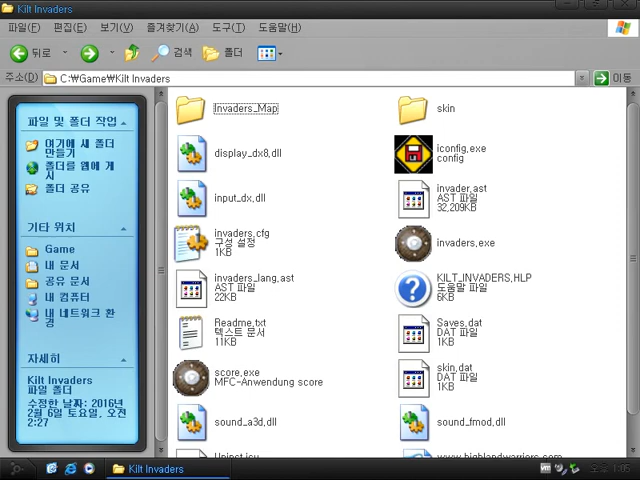 Kilt Invaders
파일(F) 편집(E) 보기(V) 즐겨찾기(A) 도구(T) 도움말(H)
뒤로 검색 폴더
주소(D) C:₩Game₩Kilt Invaders 이동
파일 및 폴더 작업
여기에 새 폴더
만들기
폴더를 웹에 게
시
폴더 공유
기타 위치
Game
내 문서
공유 문서
내 컴퓨터
내 네트워크 환
경
자세히
Kilt Invaders
파일 폴더
수정한 날짜: 2016년
2월 6일 토요일, 오전
2:27
Invaders_Map
skin
display_dx8.dll
iconfig.exe
config
input_dx.dll
invader.ast
AST 파일
32,209KB
invaders.cfg
구성 설정
1KB
invaders.exe
invaders_lang.ast
AST 파일
22KB
KILT_INVADERS.HLP
도움말 파일
6KB
Readme.txt
텍스트 문서
11KB
Saves.dat
DAT 파일
1KB
score.exe
MFC-Anwendung score
skin.dat
DAT 파일
1KB
sound_a3d.dll
sound_fmod.dll
Uninst.isu
www.highlandwarriors.com
Kilt Invaders
오후 1:05